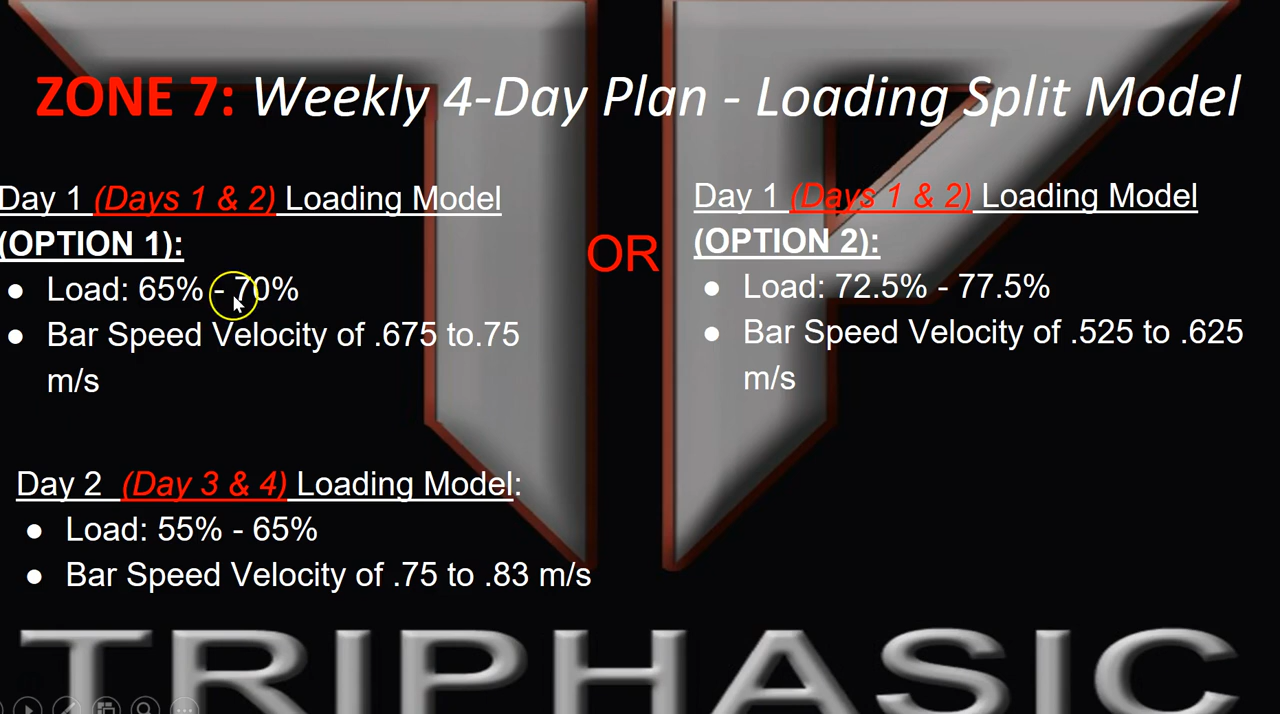 ZONE 7: Weekly 4-Day Plan - Loading Split Model
Day 1 (Days 1 & 2) Loading Model
(OPTION 1):
● Load: 65% - 70%
● Bar Speed Velocity of .675 to.75
m/s
OR
Day 1 (Days 1 & 2) Loading Model
(OPTION 2):
● Load: 72.5% - 77.5%
● Bar Speed Velocity of .525 to .625
m/s
Day 2 (Day 3 & 4) Loading Model:
● Load: 55% - 65%
● Bar Speed Velocity of .75 to .83 m/s
TRIPHASIC